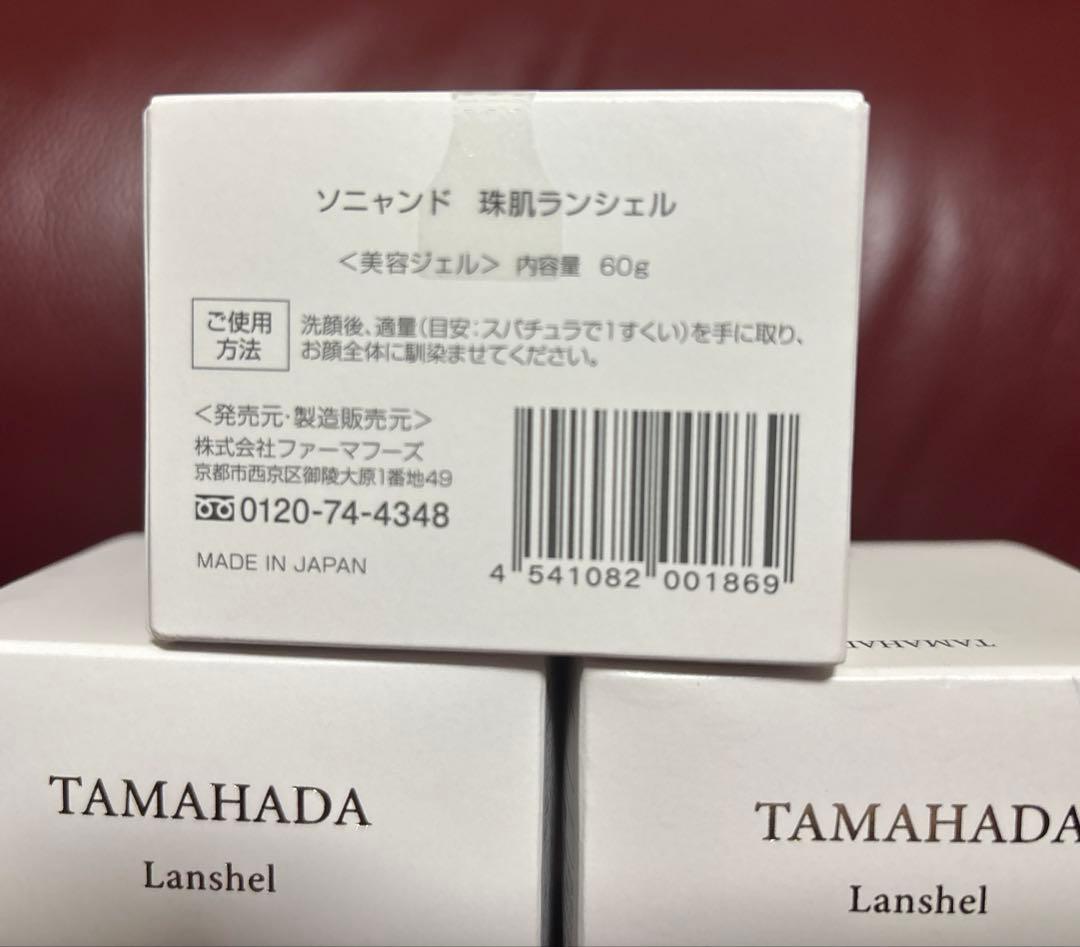 ソニャンド 珠肌ランシェル
＜美容ジェル＞ 内容量 60g
ご使用
方法
洗顔後、適量（目安：スパチュラで1すくい）を手に取り、
お顔全体に馴染ませてください。
＜発売元・製造販売元＞
株式会社ファーマフーズ
京都市西京区御陵大原1番地49
0120-74-4348
MADE IN JAPAN
4 541082 001869
TAMAHADA
TAMAHADA
Lanshel
TAMAHADA
Lanshel